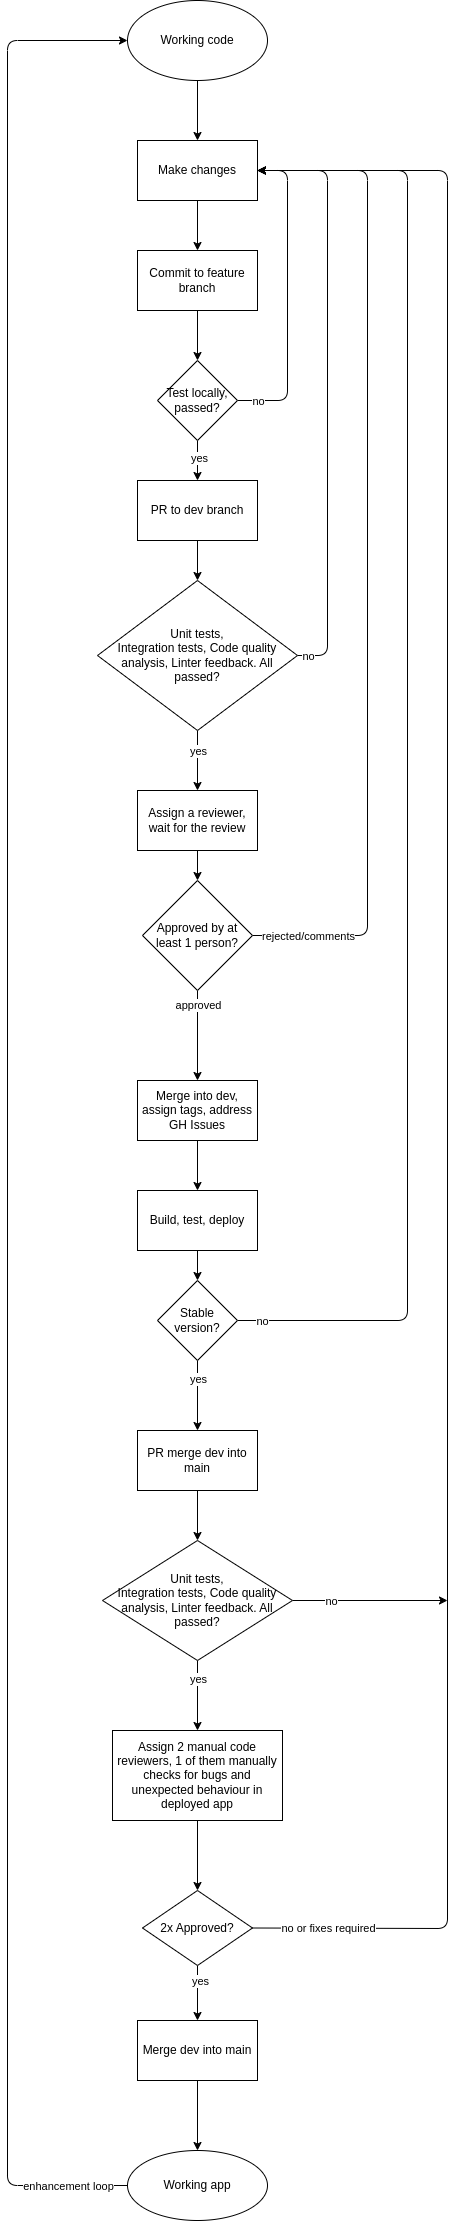 Working code
Make changes
Commit to feature
branch
Test locally,
passed?
no
yes
PR to dev branch
Unit tests,
Integration tests, Code quality
analysis, Linter feedback. All
passed?
no
yes
Assign a reviewer,
wait for the review
Approved by at
least 1 person?
rejected/comments
approved
Merge into dev,
assign tags, address
GH Issues
Build, test, deploy
Stable
version?
no
yes
PR merge dev into
main
Unit tests,
Integration tests, Code quality
analysis, Linter feedback. All
passed?
no
yes
Assign 2 manual code
reviewers, 1 of them manually
checks for bugs and
unexpected behaviour in
deployed app
2x Approved?
no or fixes required
yes
Merge dev into main
Working app
enhancement loop